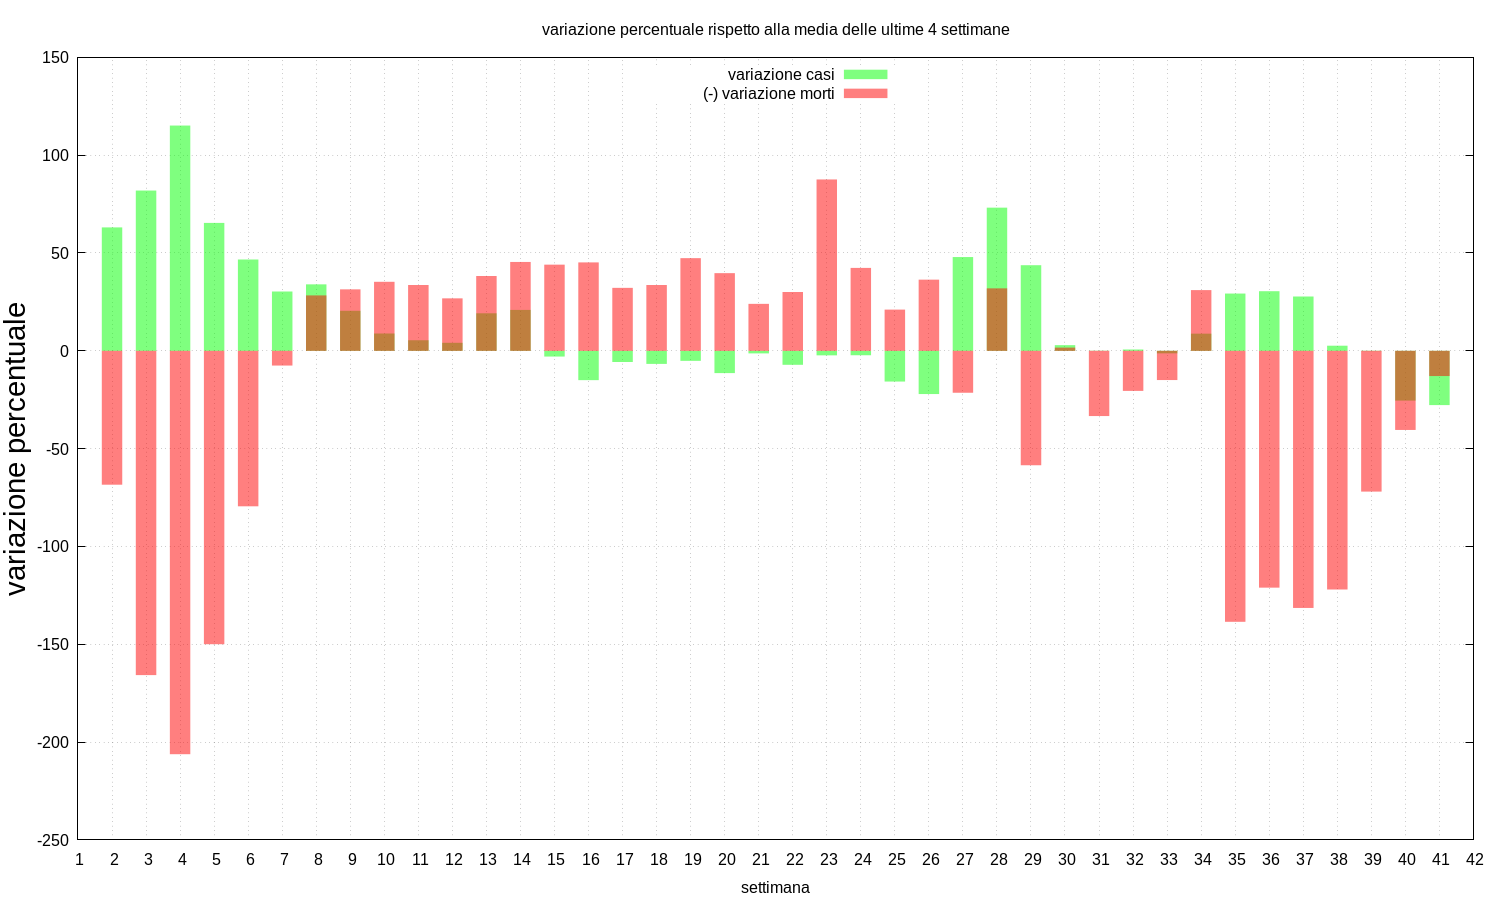 variazione percentuale rispetto alla media delle ultime 4 settimane
variazione casi
(-) variazione morti
150
100
50
0
-50
-100
-150
-200
-250
variazione percentuale
1 2 3 4 5 6 7 8 9 10 11 12 13 14 15 16 17 18 19 20 21 22 23 24 25 26 27 28 29 30 31 32 33 34 35 36 37 38 39 40 41 42
settimana